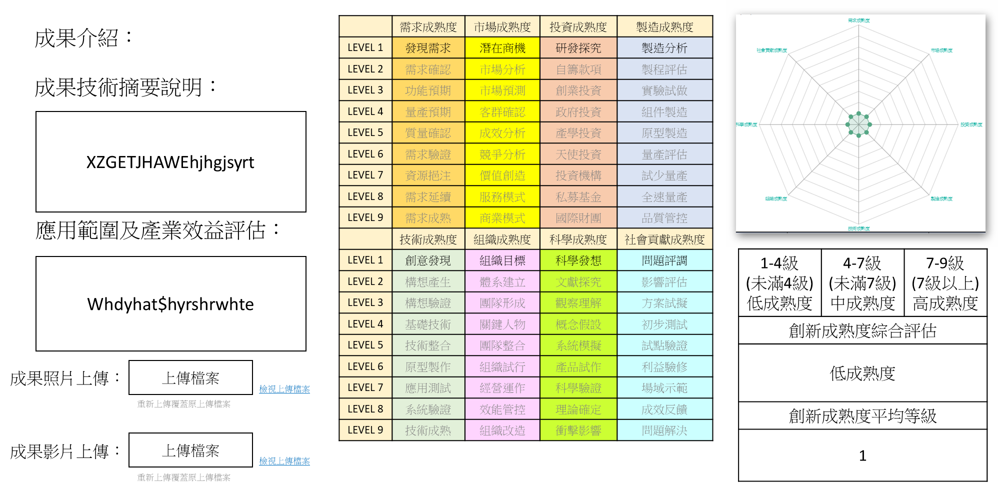 成果介紹：
成果技術摘要說明：
XZGETJHAWEhjhgjsyrt
應用範圍及產業效益評估：
Whdyhat$hyrshrwhte
成果照片上傳：
上傳檔案
檢視上傳檔案
重新上傳覆蓋原上傳檔案
成果影片上傳：
上傳檔案
檢視上傳檔案
重新上傳覆蓋原上傳檔案
需求成熟度 市場成熟度 投資成熟度 製造成熟度
LEVEL 1 發現需求 潛在商機 研發探究 製造分析
LEVEL 2 需求確認 市場分析 自籌款項 製程評估
LEVEL 3 功能預期 市場預測 創業投資 實驗試做
LEVEL 4 量產預期 客群確認 政府投資 組件製造
LEVEL 5 質量確認 成效分析 產學投資 原型製造
LEVEL 6 需求驗證 競爭分析 天使投資 量產評估
LEVEL 7 資源挹注 價值創造 投資機構 試少量產
LEVEL 8 需求延續 服務模式 私募基金 全速量產
LEVEL 9 需求成熟 商業模式 國際財團 品質管控
技術成熟度 組織成熟度 科學成熟度 社會貢獻成熟度
LEVEL 1 創意發現 組織目標 科學發想 問題評調
LEVEL 2 構想產生 體系建立 文獻探究 影響評估
LEVEL 3 構想驗證 團隊形成 觀察理解 方案試擬
LEVEL 4 基礎技術 關鍵人物 概念假設 初步測試
LEVEL 5 技術整合 團隊整合 系統模擬 試點驗證
LEVEL 6 原型製作 組織試行 產品試作 利益驗修
LEVEL 7 應用測試 經營運作 科學驗證 場域示範
LEVEL 8 系統驗證 效能管控 理論確定 成效反饋
LEVEL 9 技術成熟 組織改造 衝擊影響 問題解決
需求成熟度
市場成熟度
投資成熟度
製造成熟度
技術成熟度
組織成熟度
科學成熟度
社會貢獻成熟度
1-4級 4-7級 7-9級
(未滿4級) (未滿7級) (7級以上)
低成熟度 中成熟度 高成熟度
創新成熟度綜合評估
低成熟度
創新成熟度平均等級
1